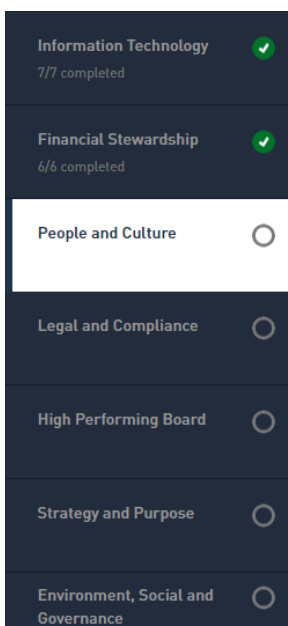 Information Technology
7/7 completed
Financial Stewardship
6/6 completed
People and Culture
Legal and Compliance
High Performing Board
Strategy and Purpose
Environment, Social and
Governance